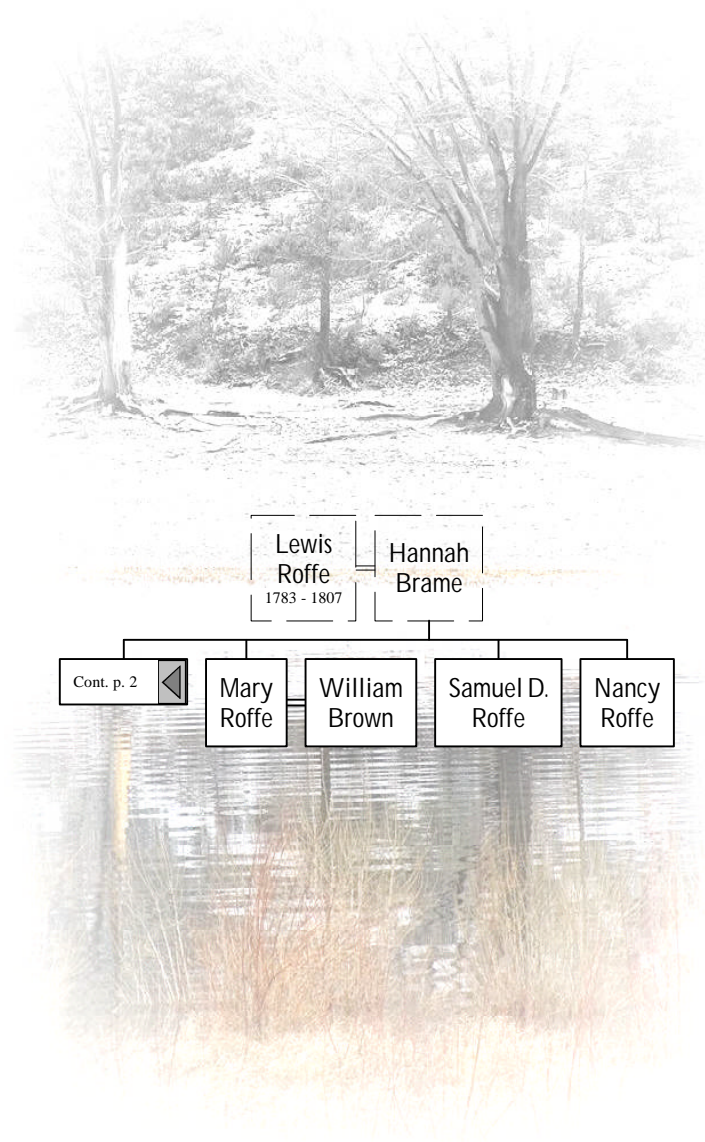 Lewis
Roffe
1783 - 1807
Hannah
Brame
Cont. p. 2
Mary
Roffe
William
Brown
Samuel D.
Roffe
Nancy
Roffe